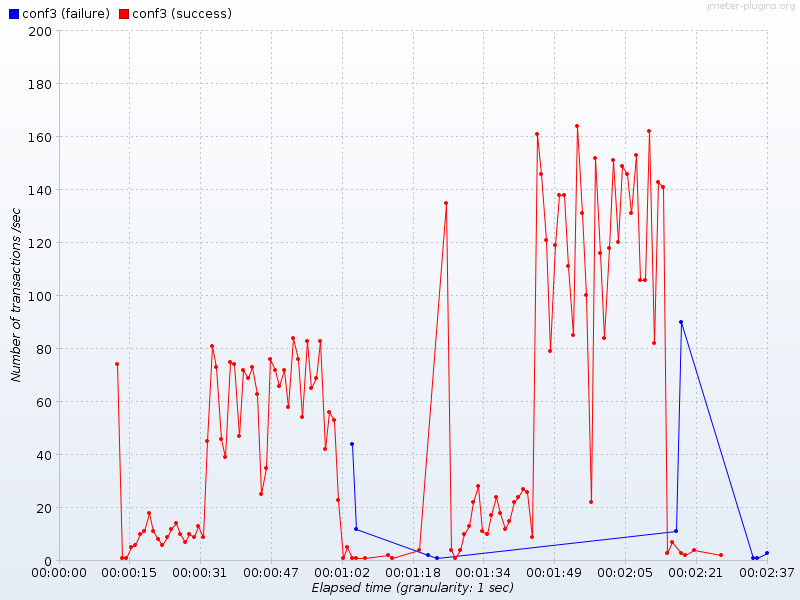 jmeter-plugins.org
conf3 (failure) conf3 (success)
200
180
160
140
120
100
80
60
40
20
0
Number of transactions /sec
00:00:00 00:00:15 00:00:31 00:00:47 00:01:02 00:01:18 00:01:34 00:01:49 00:02:05 00:02:21 00:02:37
Elapsed time (granularity: 1 sec)